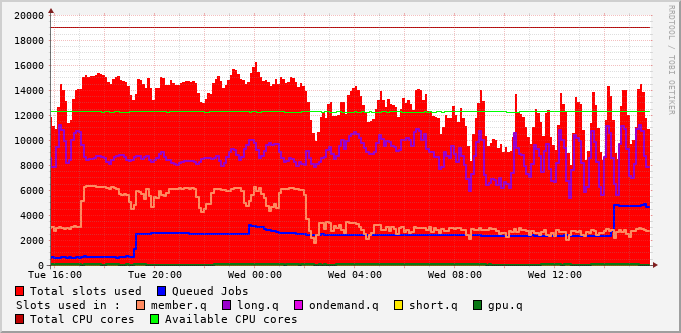 20000
18000
16000
14000
12000
10000
8000
6000
4000
2000
0
Tue 16:00 Tue 20:00 Wed 00:00 Wed 04:00 Wed 08:00 Wed 12:00
RRDTOOL / TOBI OETIKER
Total slots used Queued Jobs
Slots used in : member.q long.q ondemand.q short.q gpu.q
Total CPU cores Available CPU cores